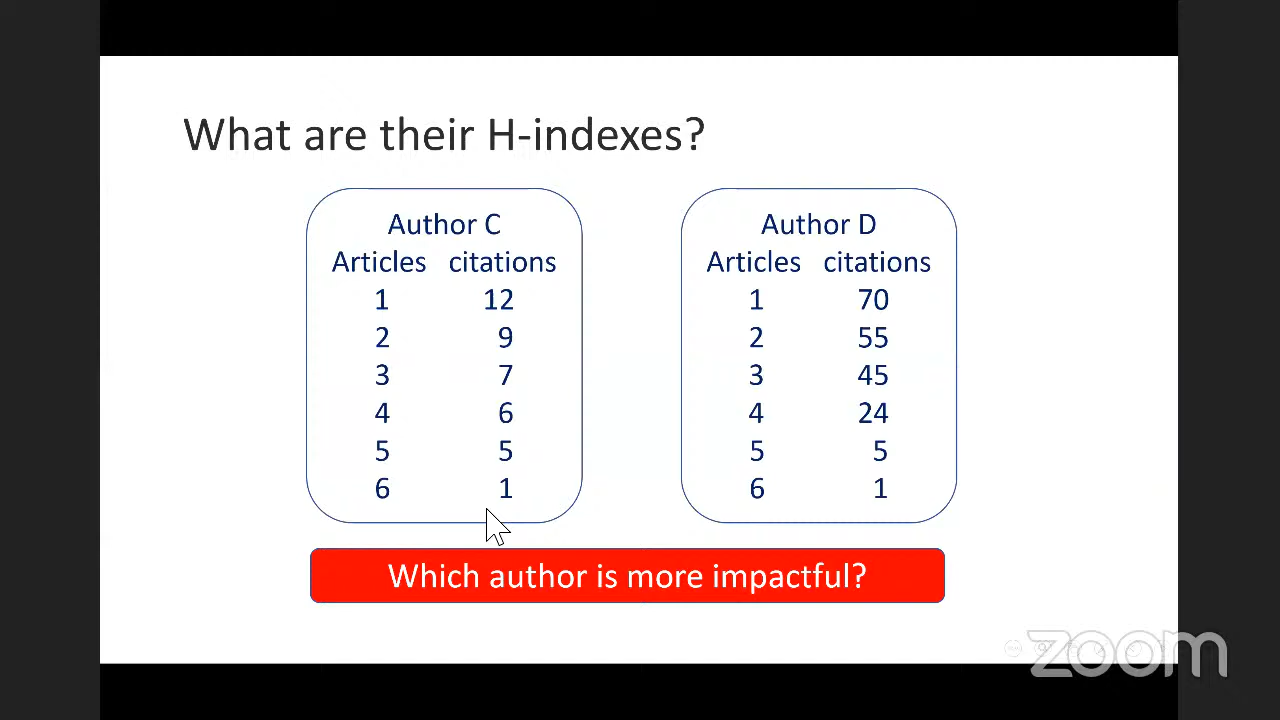 What are their H-indexes?
Author C
Articles citations
1 12
2 9
3 7
4 6
5 5
6 1
Author D
Articles citations
1 70
2 55
3 45
4 24
5 5
6 1
Which author is more impactful?
zoom